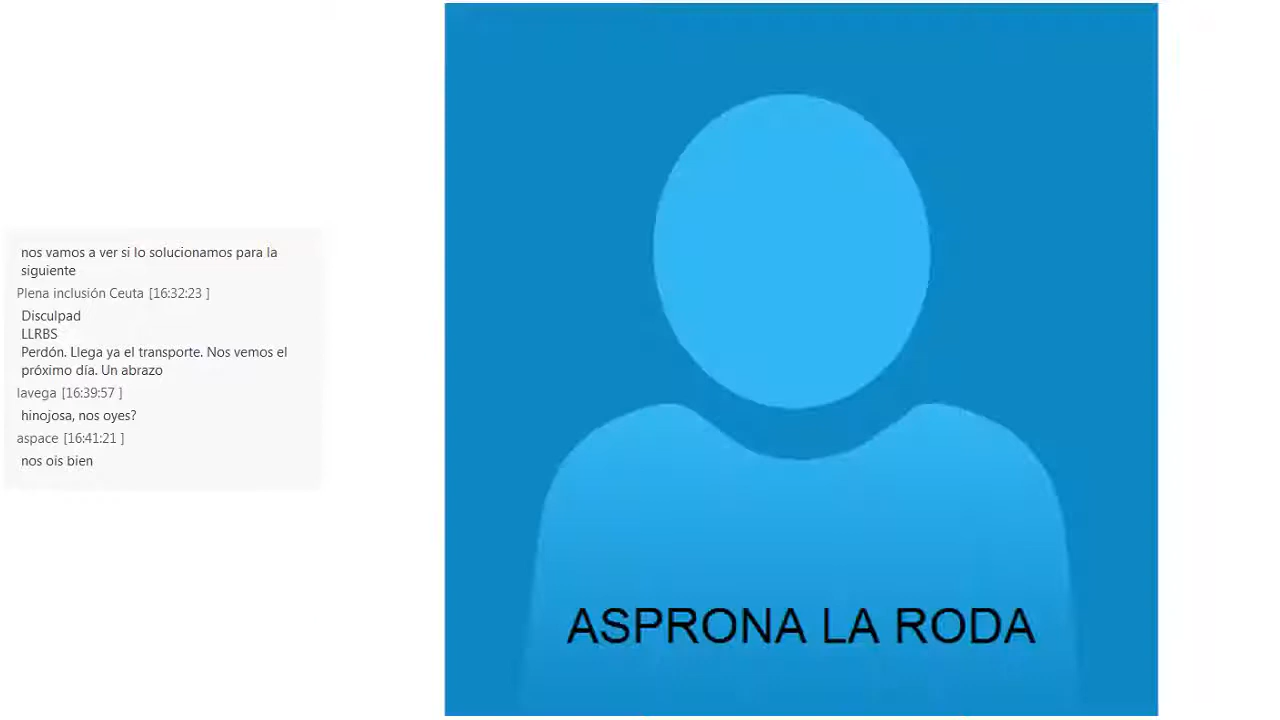 nos vamos a ver si lo solucionamos para la
siguiente
Plena inclusión Ceuta [16:32:23 ]
Disculpad
LLRBS
Perdón. Llega ya el transporte. Nos vemos el
próximo día. Un abrazo
lavega [16:39:57 ]
hinojosa, nos oyes?
aspace [16:41:21 ]
nos ois bien
ASPRONA LA RODA